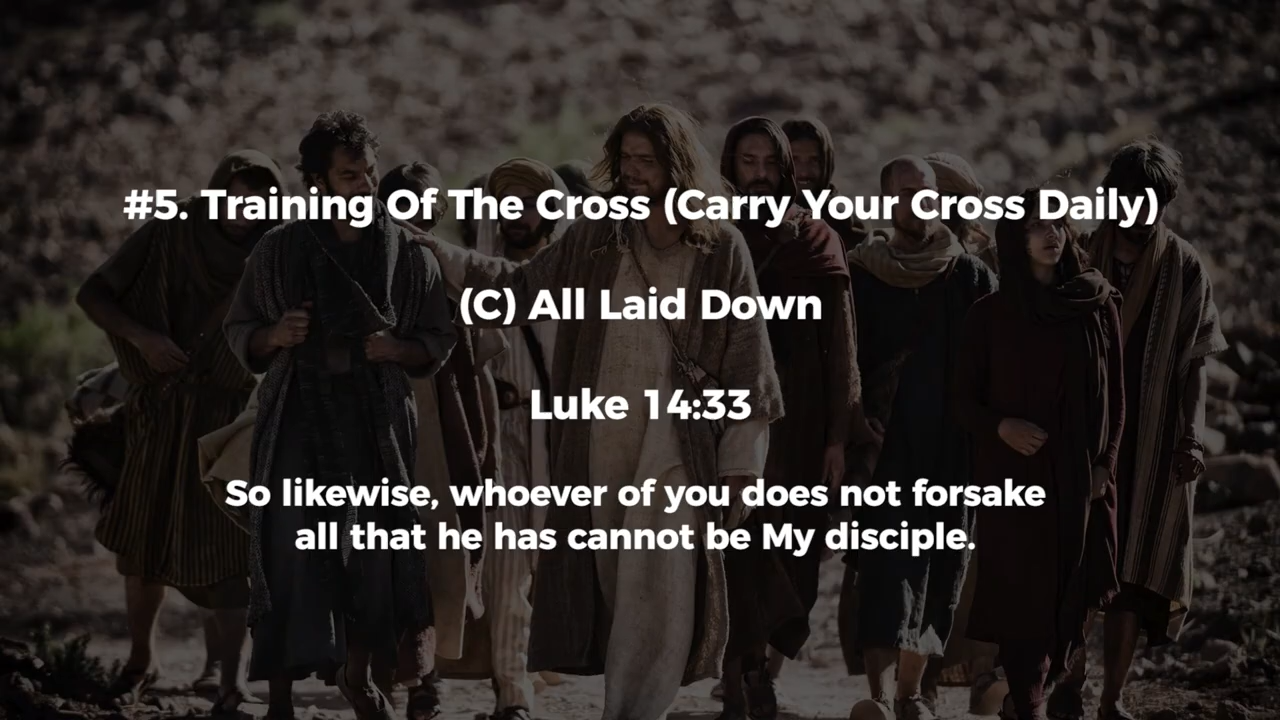 #5. Training Of The Cross (Carry Your Cross Daily)
(C) All Laid Down
Luke 14:33
So likewise, whoever of you does not forsake
all that he has cannot be My disciple.